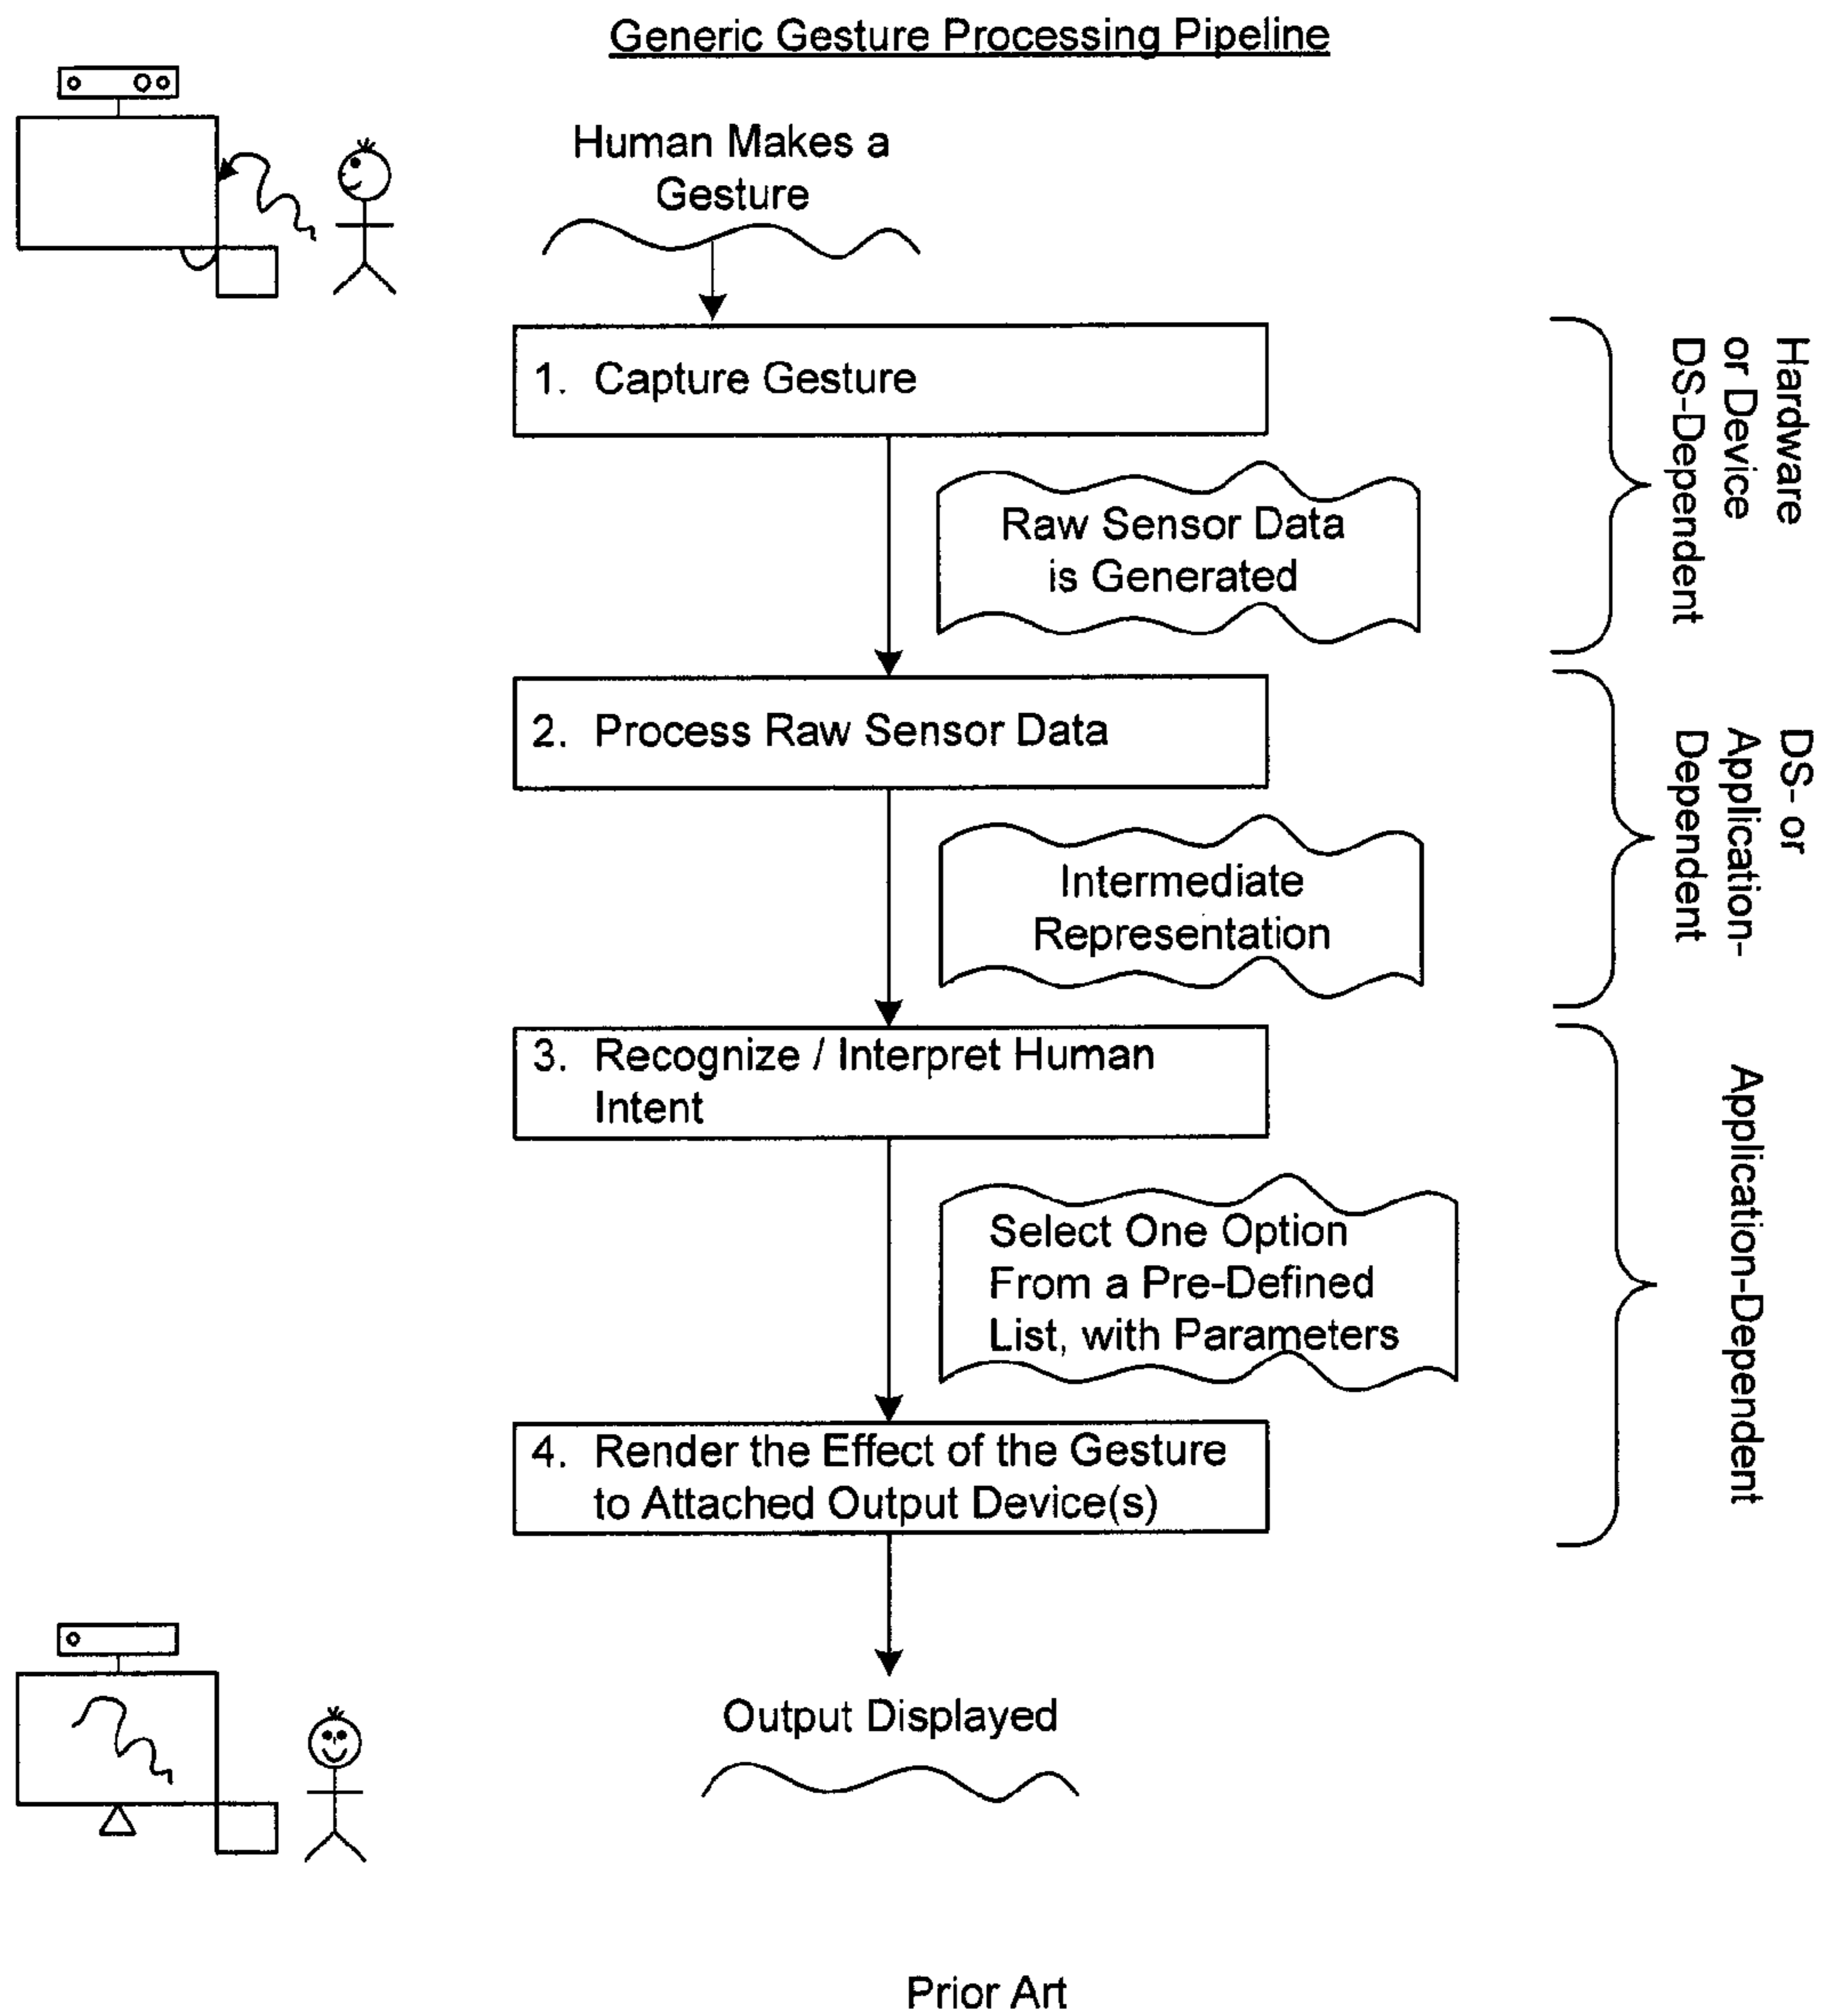 Generic Gesture Processing Pipeline
Human Makes a
Gesture
1. Capture Gesture
Raw Sensor Data
is Generated
Hardware
or Device
DS-Dependent
2. Process Raw Sensor Data
Intermediate
Representation
DS- or
Application-
Dependent
3. Recognize / Interpret Human
Intent
Select One Option
From a Pre-Defined
List, with Parameters
4. Render the Effect of the Gesture
to Attached Output Device(s)
Application-Dependent
Output Displayed
Prior Art